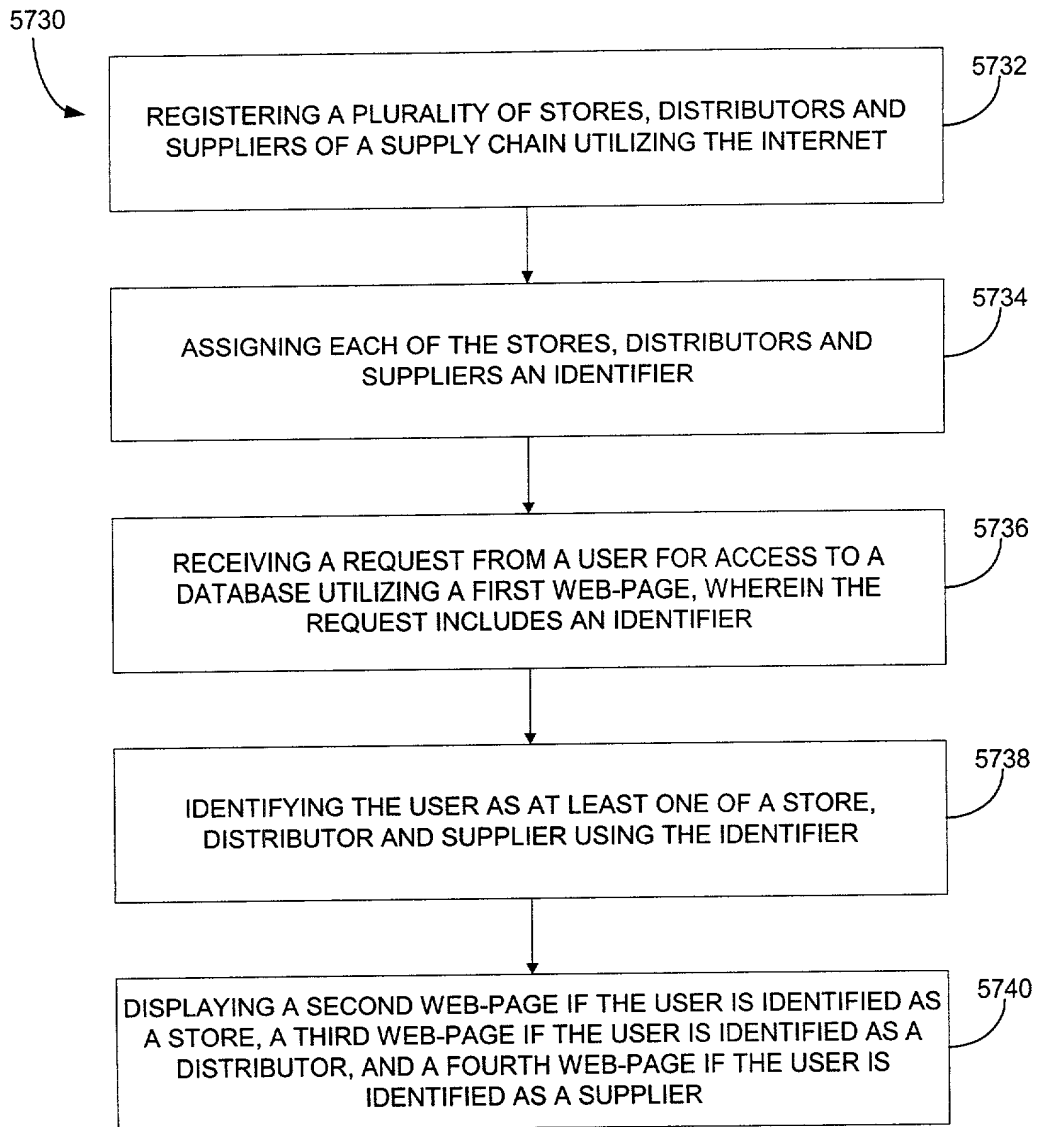 5730
5732
REGISTERING A PLURALITY OF STORES, DISTRIBUTORS AND
SUPPLIERS OF A SUPPLY CHAIN UTILIZING THE INTERNET
5734
ASSIGNING EACH OF THE STORES, DISTRIBUTORS AND
SUPPLIERS AN IDENTIFIER
5736
RECEIVING A REQUEST FROM A USER FOR ACCESS TO A
DATABASE UTILIZING A FIRST WEB-PAGE, WHEREIN THE
REQUEST INCLUDES AN IDENTIFIER
5738
IDENTIFYING THE USER AS AT LEAST ONE OF A STORE,
DISTRIBUTOR AND SUPPLIER USING THE IDENTIFIER
5740
DISPLAYING A SECOND WEB-PAGE IF THE USER IS IDENTIFIED AS
A STORE, A THIRD WEB-PAGE IF THE USER IS IDENTIFIED AS A
DISTRIBUTOR, AND A FOURTH WEB-PAGE IF THE USER IS
IDENTIFIED AS A SUPPLIER